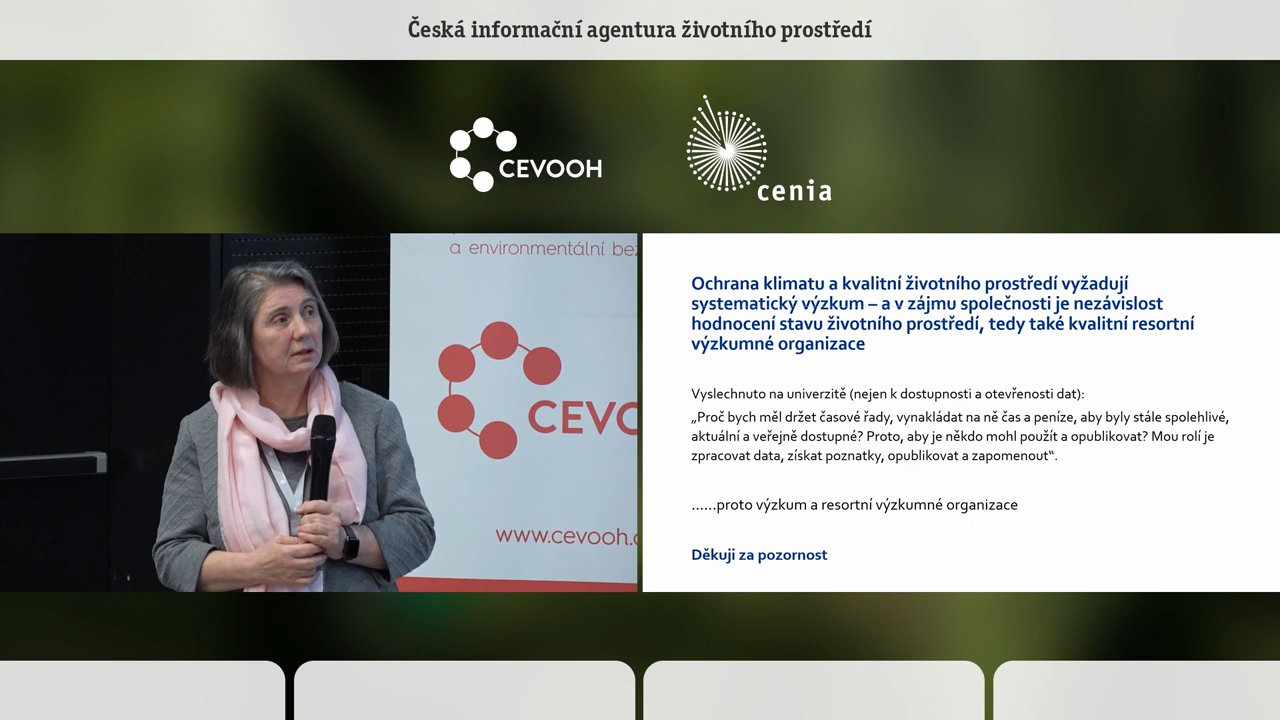 Česká informační agentura životního prostředí
CEVOOH
cenia
a environmentální
CEVO
www.cevooh.
Ochrana klimatu a kvalitní životního prostředí vyžadují
systematický výzkum – a v zájmu společnosti je nezávislost
hodnocení stavu životního prostředí, tedy také kvalitní resortní
výzkumné organizace
Vyslechnuto na univerzitě (nejen k dostupnosti a otevřenosti dat):
„Proč bych měl držet časové řady, vynakládat na ně čas a peníze, aby byly stále spolehlivé,
aktuální a veřejně dostupné? Proto, aby je někdo mohl použít a opublikovat? Mou rolí je
zpracovat data, získat poznatky, opublikovat a zapomenout“.
......proto výzkum a resortní výzkumné organizace
Děkuji za pozornost